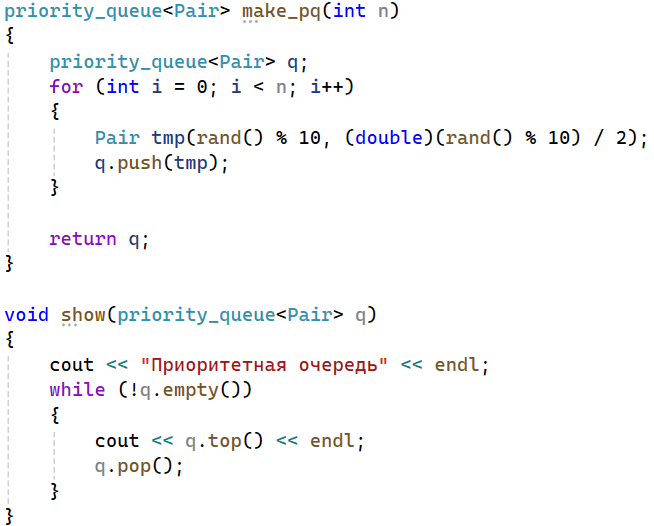 priority_queue<Pair> make_pq(int n)
{
    priority_queue<Pair> q;
    for (int i = 0; i < n; i++)
    {
        Pair tmp(rand() % 10, (double)(rand() % 10) / 2);
        q.push(tmp);
    }

    return q;
}

void show(priority_queue<Pair> q)
{
    cout << "Приоритетная очередь" << endl;
    while (!q.empty())
    {
        cout << q.top() << endl;
        q.pop();
    }
}